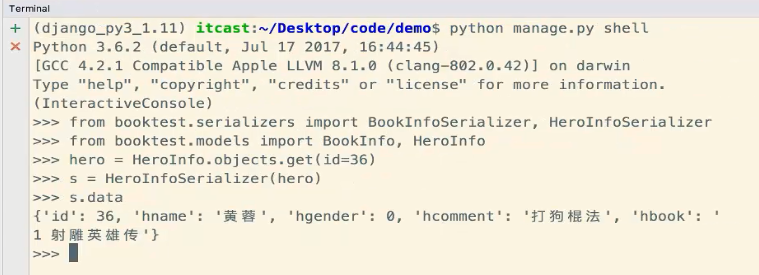 Terminal
(django_py3_1.11) itcast:~/Desktop/code/demo$ python manage.py shell
Python 3.6.2 (default, Jul 17 2017, 16:44:45)
[GCC 4.2.1 Compatible Apple LLVM 8.1.0 (clang-802.0.42)] on darwin
Type "help", "copyright", "credits" or "license" for more information.
(InteractiveConsole)
>>> from booktest.serializers import BookInfoSerializer, HeroInfoSerializer
>>> from booktest.models import BookInfo, HeroInfo
>>> hero = HeroInfo.objects.get(id=36)
>>> s = HeroInfoSerializer(hero)
>>> s.data
{'id': 36, 'hname': '黄蓉', 'hgender': 0, 'hcomment': '打狗棍法', 'hbook': '
1 射雕英雄传'}
>>>